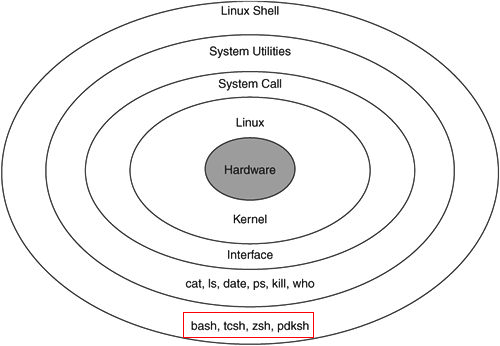 Linux Shell
System Utilities
System Call
Linux
Hardware
Kernel
Interface
cat, ls, date, ps, kill, who
bash, tcsh, zsh, pdksh